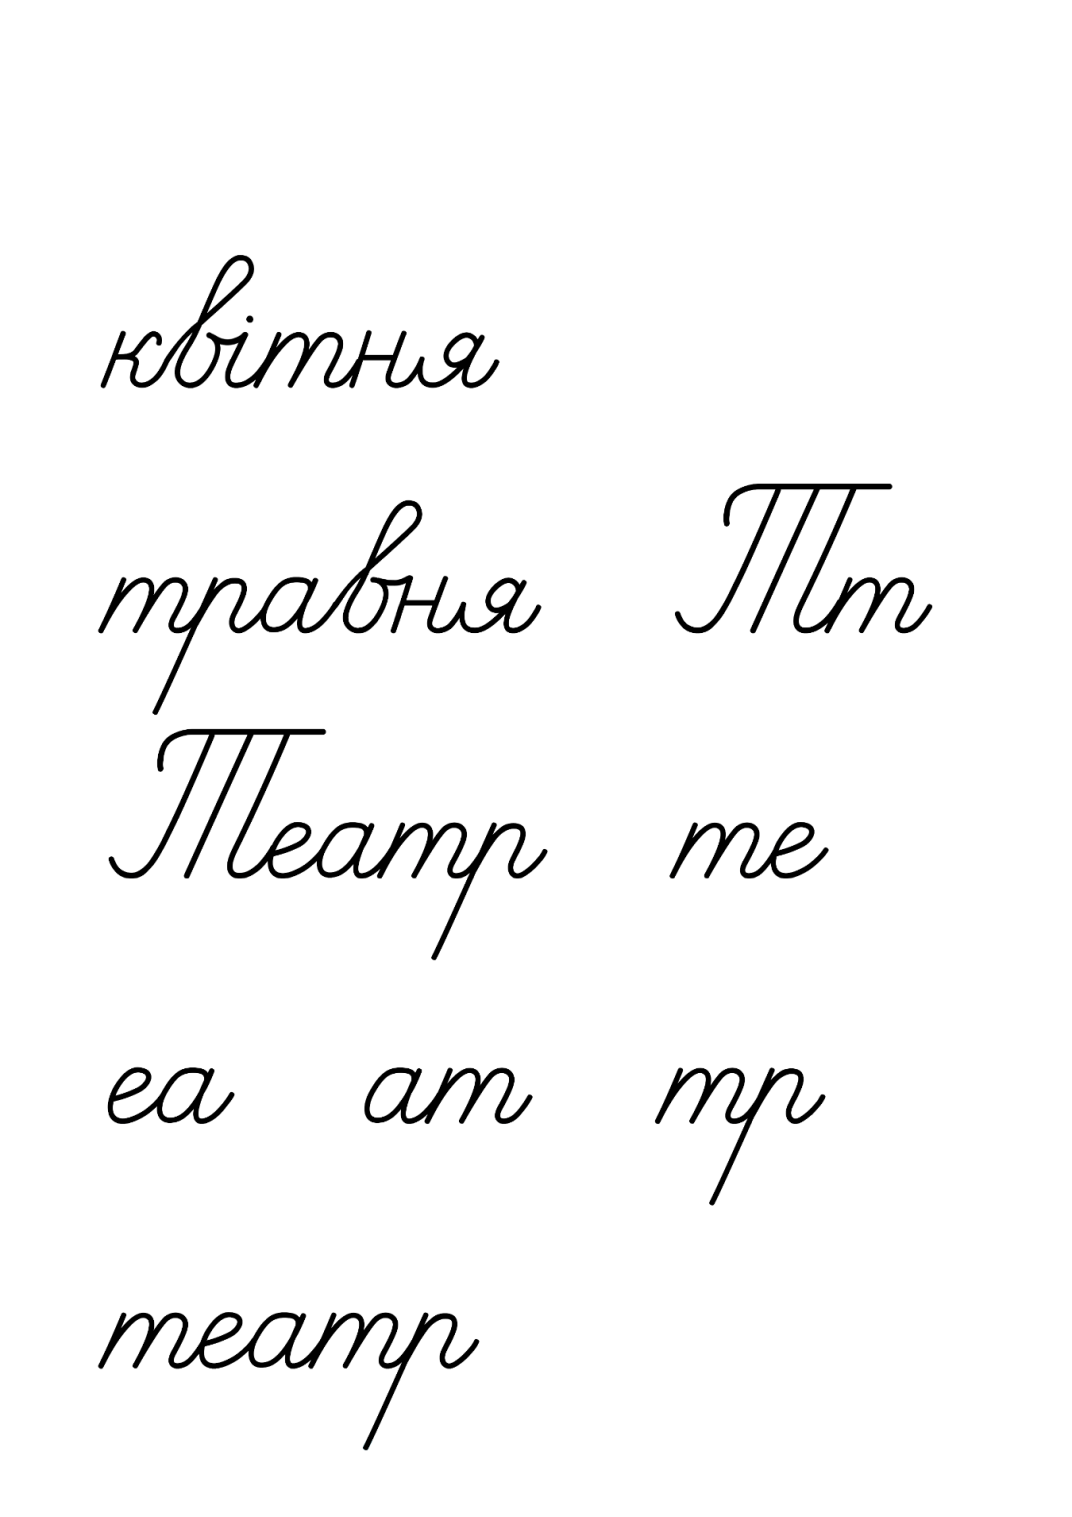 квітня
травня Тт
Театр те
еа ат тр
театр